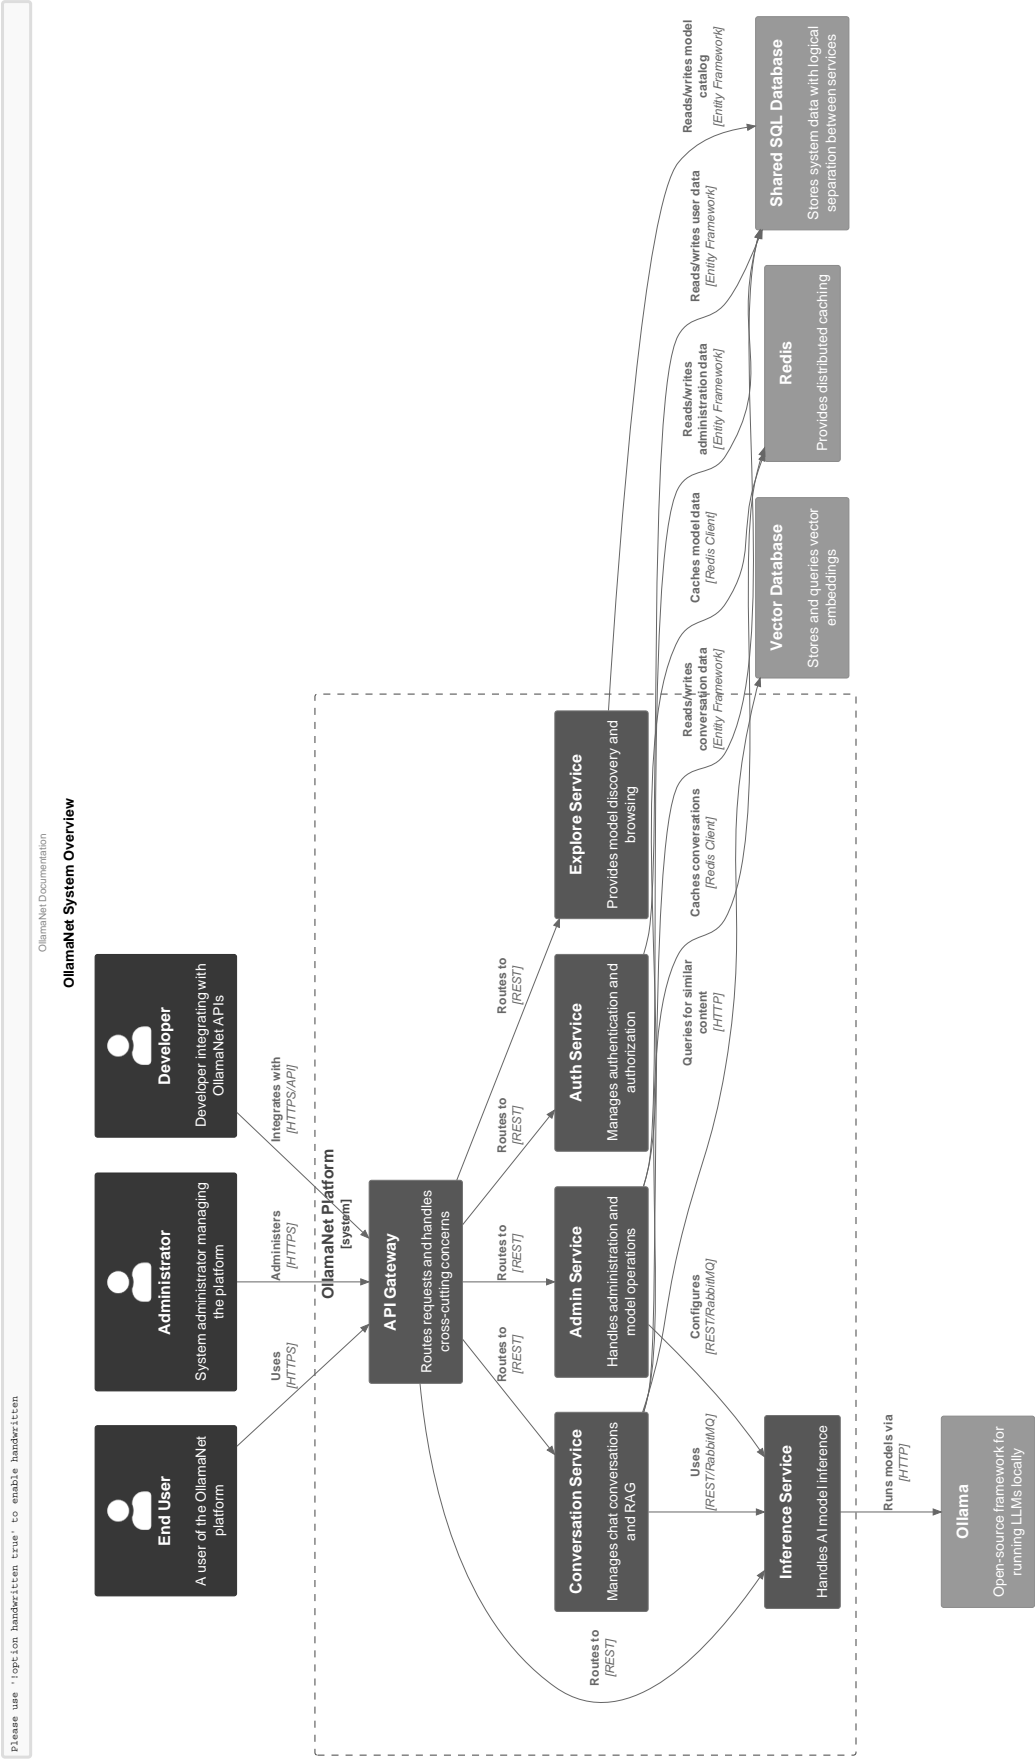 Please use '!option handwritten true' to enable handwritten
OllamaNet Documentation
OllamaNet System Overview
End User
A user of the OllamaNet
platform
Administrator
System administrator managing
the platform
Developer
Developer integrating with
OllamaNet APIs
Uses
[HTTPS]
Administers
[HTTPS]
Integrates with
[HTTPS/API]
OllamaNet Platform
[system]
API Gateway
Routes requests and handles
cross-cutting concerns
Routes to
[REST]
Routes to
[REST]
Routes to
[REST]
Routes to
[REST]
Routes to
[REST]
Conversation Service
Manages chat conversations
and RAG
Admin Service
Handles administration and
model operations
Auth Service
Manages authentication and
authorization
Explore Service
Provides model discovery and
browsing
Uses
[REST/RabbitMQ]
Configures
[REST/RabbitMQ]
Queries for similar
content
[HTTP]
Caches conversations
[Redis Client]
Reads/writes
conversation data
[Entity Framework]
Caches model data
[Redis Client]
Reads/writes
administration data
[Entity Framework]
Reads/writes user data
[Entity Framework]
Reads/writes model
catalog
[Entity Framework]
Inference Service
Handles AI model inference
Vector Database
Stores and queries vector
embeddings
Redis
Provides distributed caching
Shared SQL Database
Stores system data with logical
separation between services
Runs models via
[HTTP]
Ollama
Open-source framework for
running LLMs locally